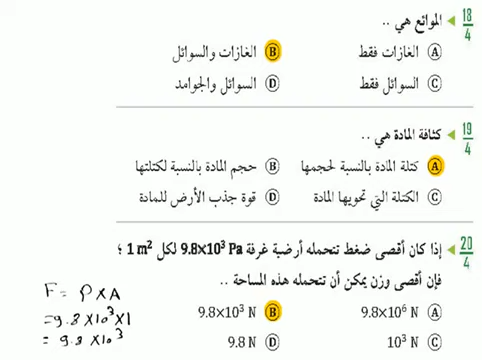 18/4 ◀ الموائع هي ..
Ⓐ الغازات فقط Ⓑ الغازات والسوائل
Ⓒ السوائل فقط Ⓓ السوائل والجوامد
19/4 ◀ كثافة المادة هي ..
Ⓐ كتلة المادة بالنسبة لحجمها Ⓑ حجم المادة بالنسبة لكتلتها
Ⓒ الكتلة التي تحويها المادة Ⓓ قوة جذب الأرض للمادة
20/4 ◀ إذا كان أقصى ضغط تتحمله أرضية غرفة 9.8×10³ Pa لكل 1 m² ؛
فإن أقصى وزن يمكن أن تتحمله هذه المساحة ..
Ⓐ 9.8×10⁶ N Ⓑ 9.8×10³ N
Ⓒ 10³ N Ⓓ 9.8 N
F = P×A
=9.8×10³×1
= 9.8×10³